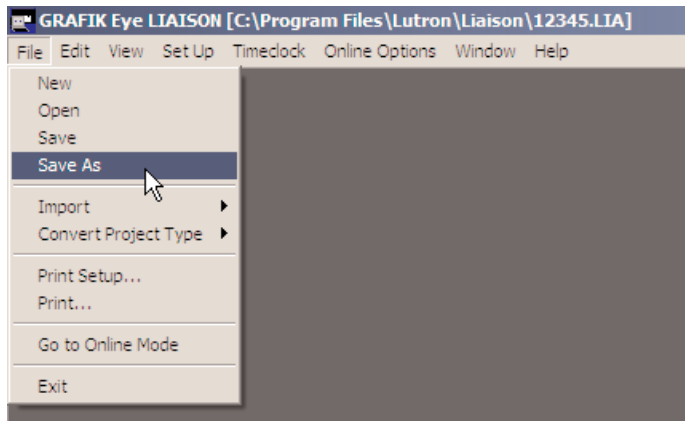 GRAFIK Eye LIAISON [C:\Program Files\Lutron\Liaison\12345.LIA]
File Edit View Set Up Timeclock Online Options Window Help
New
Open
Save
Save As
Import
Convert Project Type
Print Setup...
Print...
Go to Online Mode
Exit